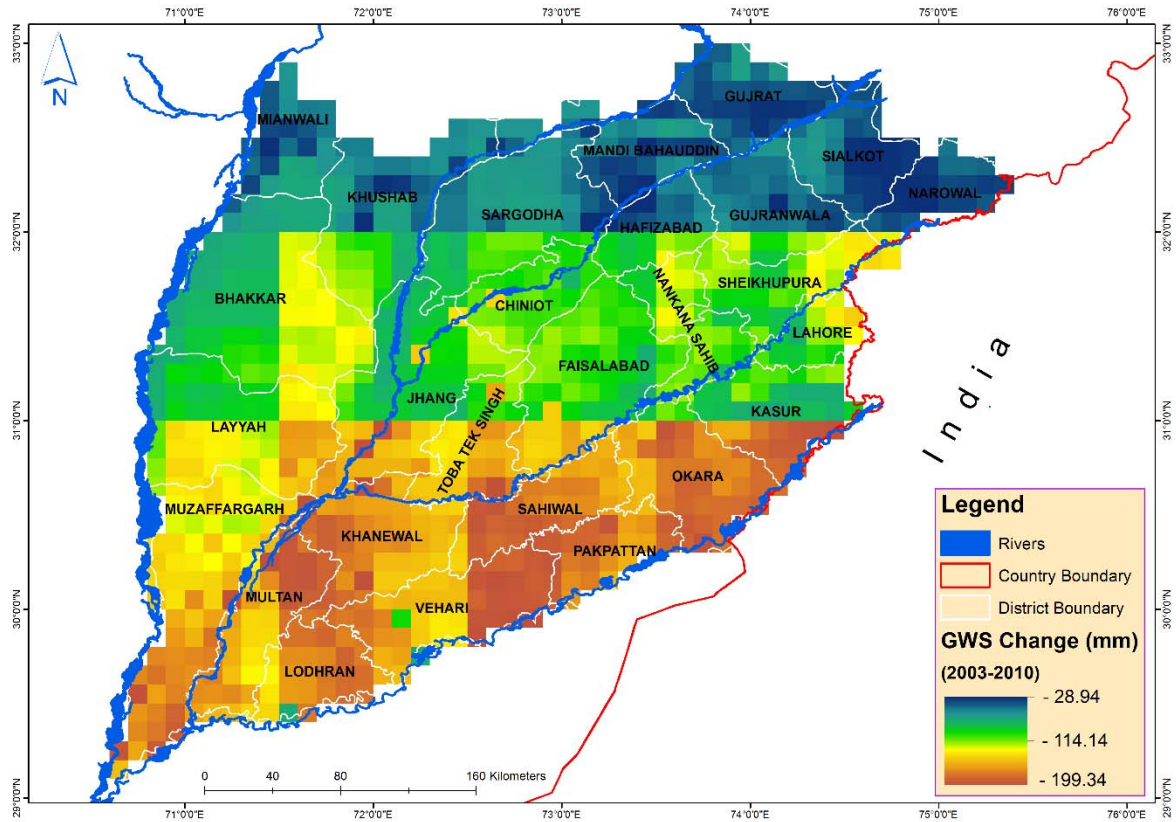 71°0'0"E 72°0'0"E 73°0'0"E 74°0'0"E 75°0'0"E 76°0'0"E
33°0'0"N 33°0'0"N
N
GUJRAT
MIANWALI
MANDI BAHAUDDIN
SIALKOT
KHUSHAB
NAROWAL
SARGODHA
GUJRANWALA
HAFIZABAD
32°0'0"N 32°0'0"N
BHAKKAR
SHEIKHUPURA
NANKANA SAHIB
CHINIOT
LAHORE
FAISALABAD
India
JHANG
KASUR
TOBA TEK SINGH
LAYYAH
31°0'0"N 31°0'0"N
OKARA
MUZAFFARGARH
SAHIWAL
KHANEWAL
PAKPATTAN
MULTAN
VEHARI
30°0'0"N 30°0'0"N
LODHRAN
Legend
Rivers
Country Boundary
District Boundary
GWS Change (mm)
(2003-2010)
- 28.94
- 114.14
- 199.34
0 40 80 160 Kilometers
29°0'0"N 29°0'0"N
71°0'0"E 72°0'0"E 73°0'0"E 74°0'0"E 75°0'0"E 76°0'0"E